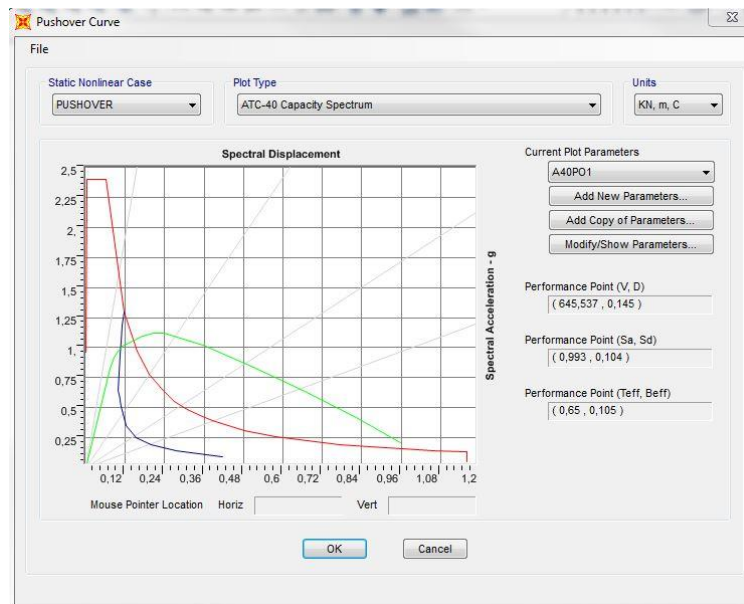 Pushover Curve
File
Static Nonlinear Case
PUSHOVER
Plot Type
ATC-40 Capacity Spectrum
Units
KN, m, C
Spectral Displacement
2,5
2,25
2,
1,75
1,5
1,25
1,
0,75
0,5
0,25
0,12 0,24 0,36 0,48 0,6 0,72 0,84 0,96 1,08 1,2
Spectral Acceleration - g
Mouse Pointer Location Horiz Vert
Current Plot Parameters
A40PO1
Add New Parameters...
Add Copy of Parameters...
Modify/Show Parameters...
Performance Point (V, D)
( 645,537 , 0,145 )
Performance Point (Sa, Sd)
( 0,993 , 0,104 )
Performance Point (Teff, Beff)
( 0,65 , 0,105 )
OK Cancel